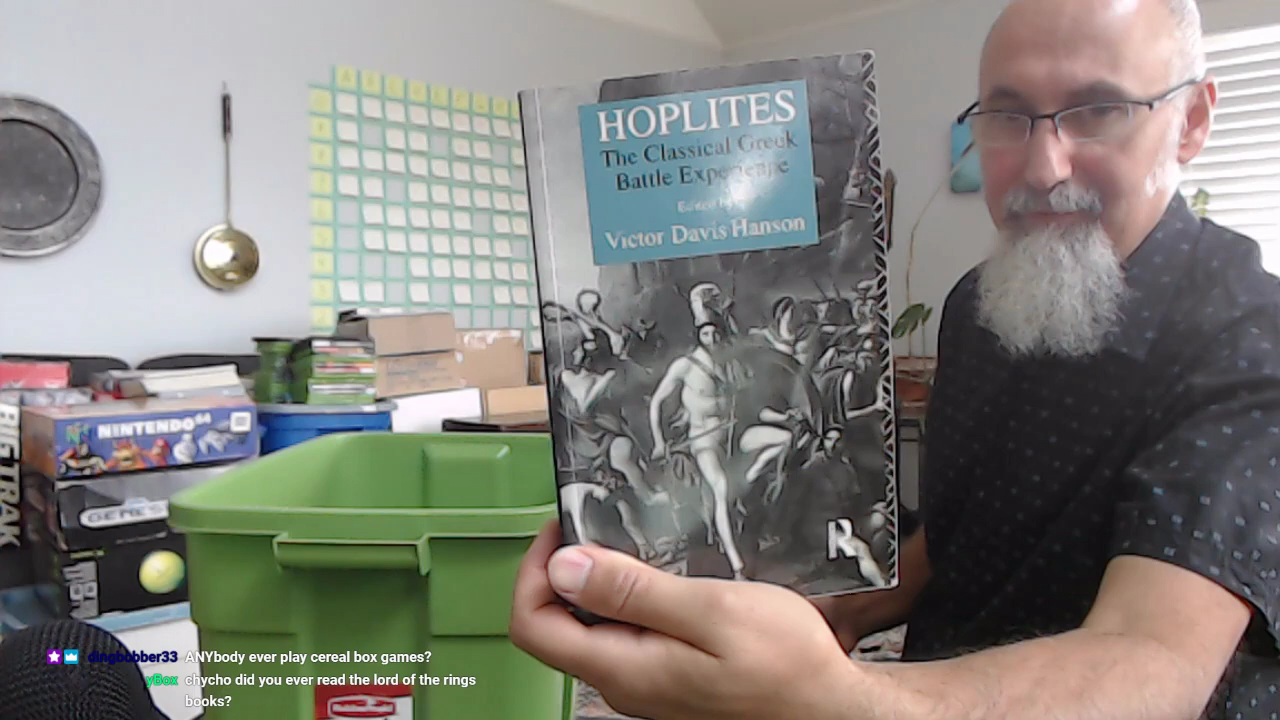 HOPLITES
The Classical Greek
Battle Experience
Edited by
Victor Davis Hanson
R
NINTENDO 64
GENESIS
BIGTRAK
dingbobber33 ANYbody ever play cereal box games?
yBox chycho did you ever read the lord of the rings
books?